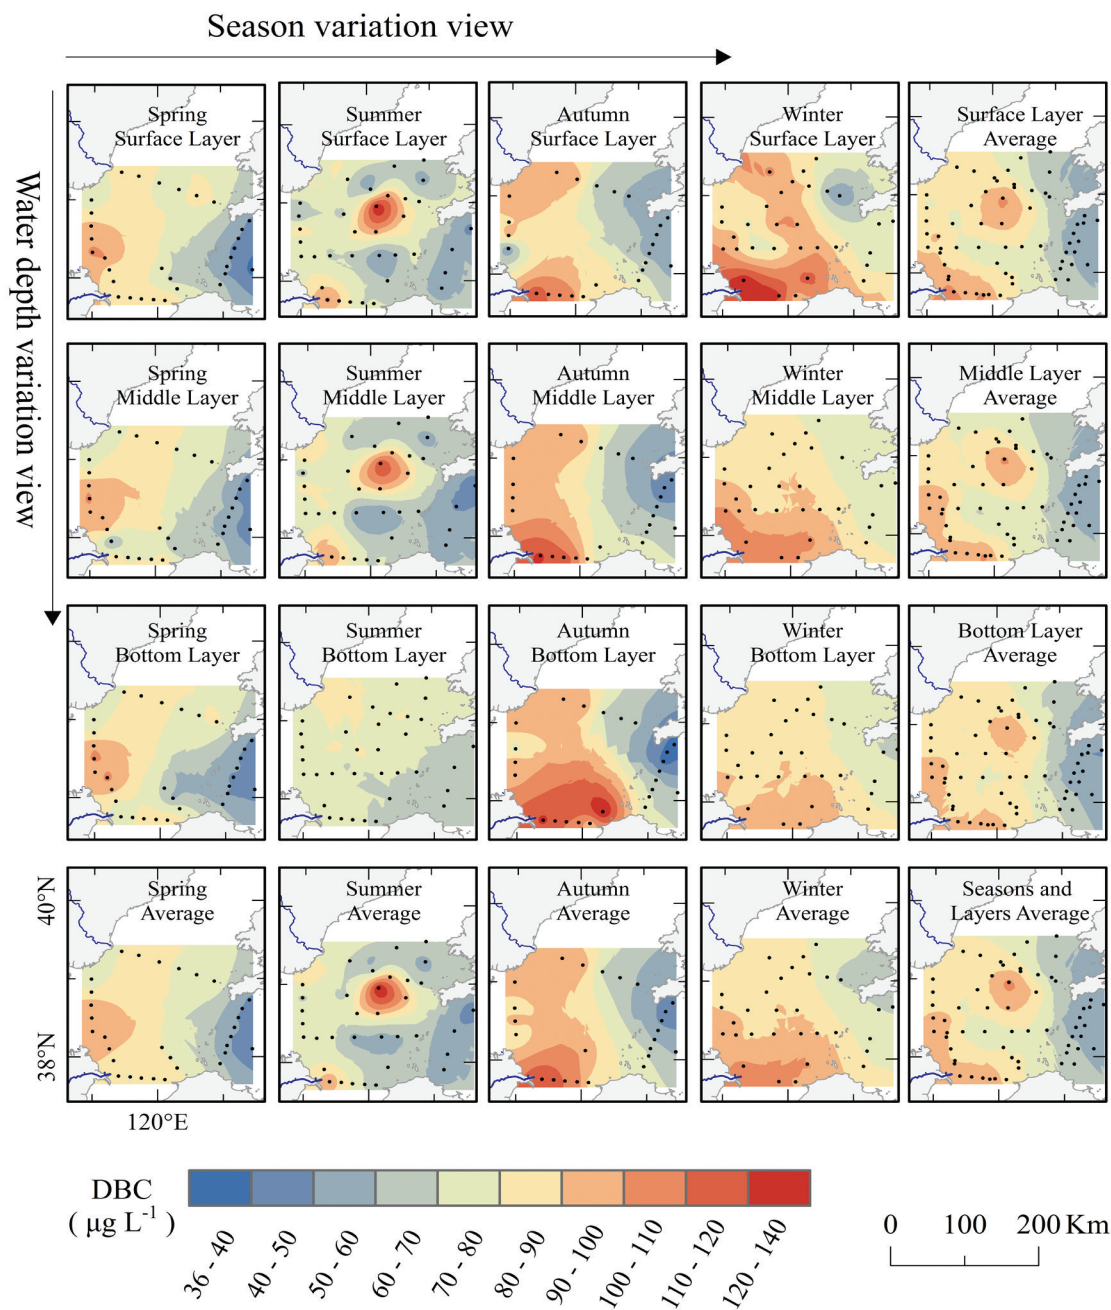 Season variation view
Water depth variation view
Spring
Surface Layer
Summer
Surface Layer
Autumn
Surface Layer
Winter
Surface Layer
Surface Layer
Average
Spring
Middle Layer
Summer
Middle Layer
Autumn
Middle Layer
Winter
Middle Layer
Middle Layer
Average
Spring
Bottom Layer
Summer
Bottom Layer
Autumn
Bottom Layer
Winter
Bottom Layer
Bottom Layer
Average
Spring
Average
Summer
Average
Autumn
Average
Winter
Average
Seasons and
Layers Average
40°N
38°N
120°E
DBC
( µg L⁻¹ )
36 - 40
40 - 50
50 - 60
60 - 70
70 - 80
80 - 90
90 - 100
100 - 110
110 - 120
120 - 140
0 100 200 Km